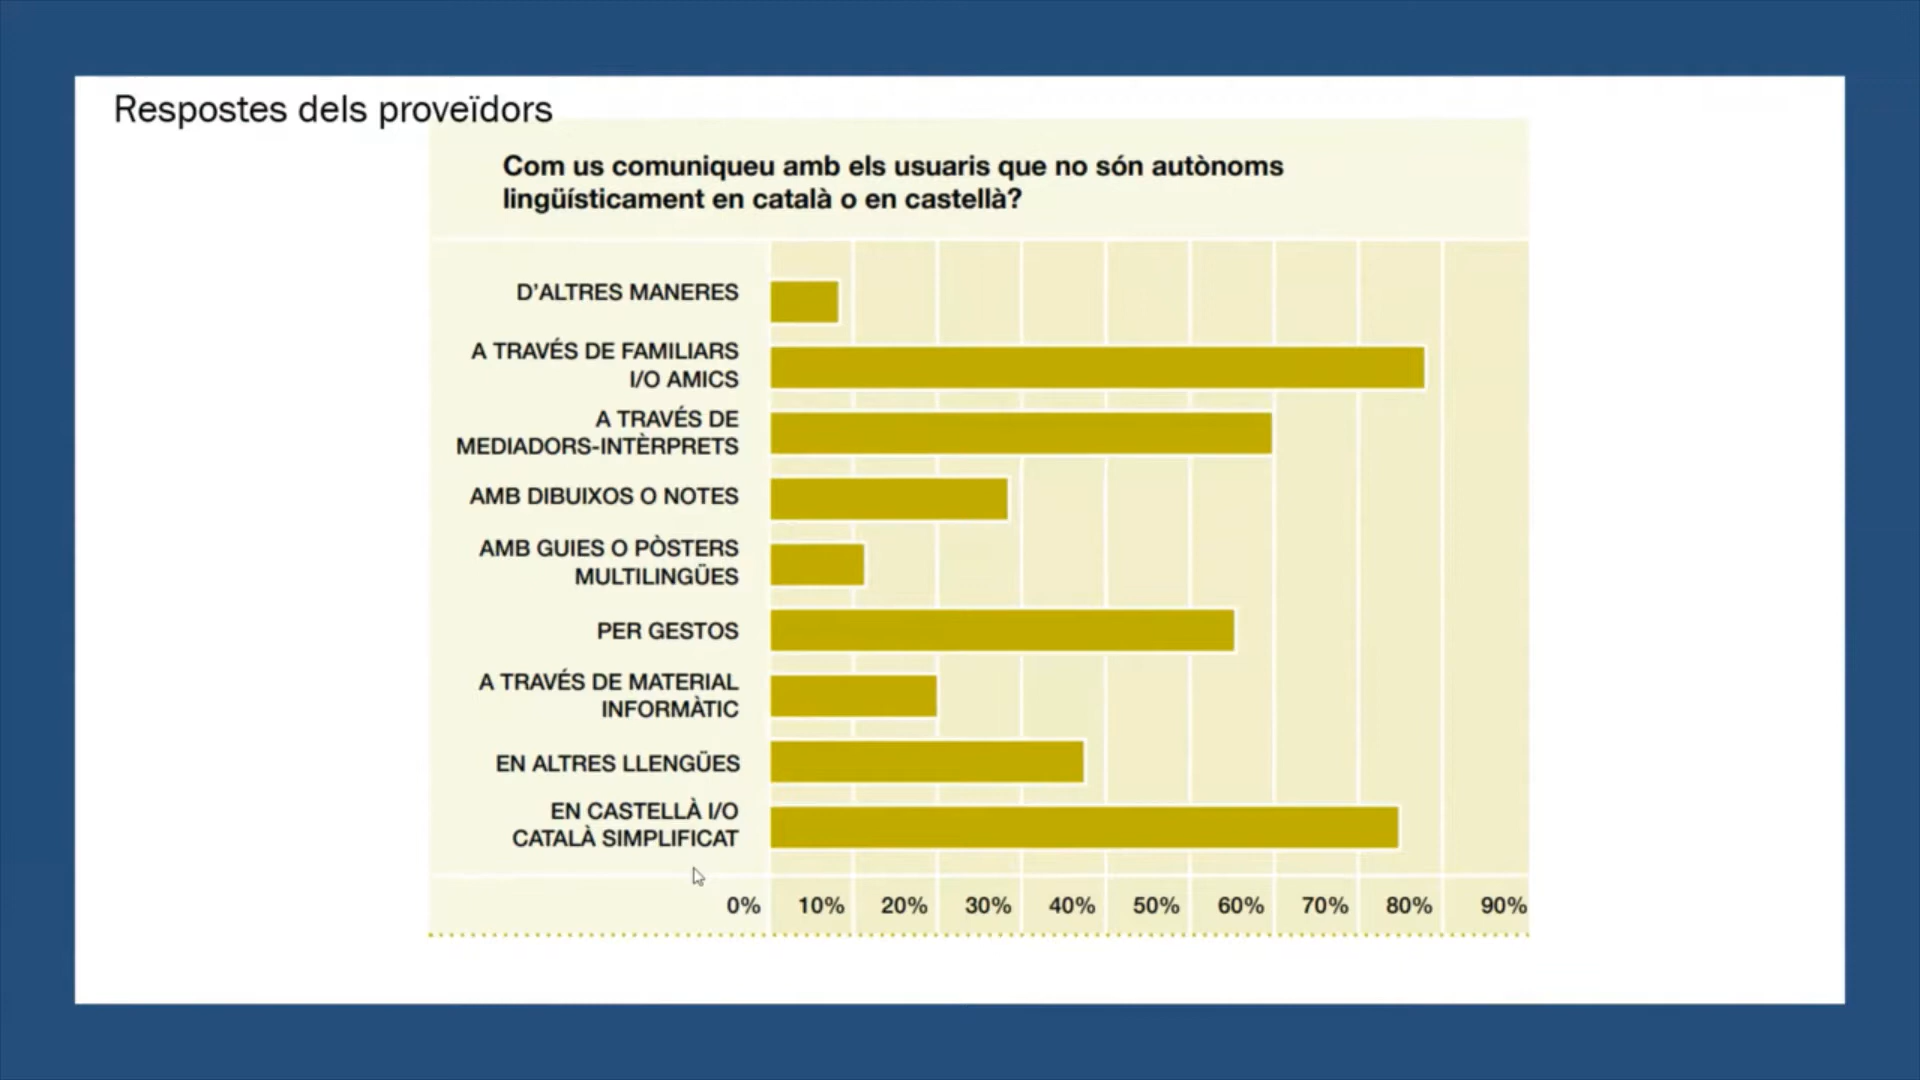 Respostes dels proveïdors
Com us comuniqueu amb els usuaris que no són autònoms
lingüísticament en català o en castellà?
D'ALTRES MANERES
A TRAVÉS DE FAMILIARS
I/O AMICS
A TRAVÉS DE
MEDIADORS-INTÈRPRETS
AMB DIBUIXOS O NOTES
AMB GUIES O PÒSTERS
MULTILINGÜES
PER GESTOS
A TRAVÉS DE MATERIAL
INFORMÀTIC
EN ALTRES LLENGÜES
EN CASTELLÀ I/O
CATALÀ SIMPLIFICAT
0% 10% 20% 30% 40% 50% 60% 70% 80% 90%